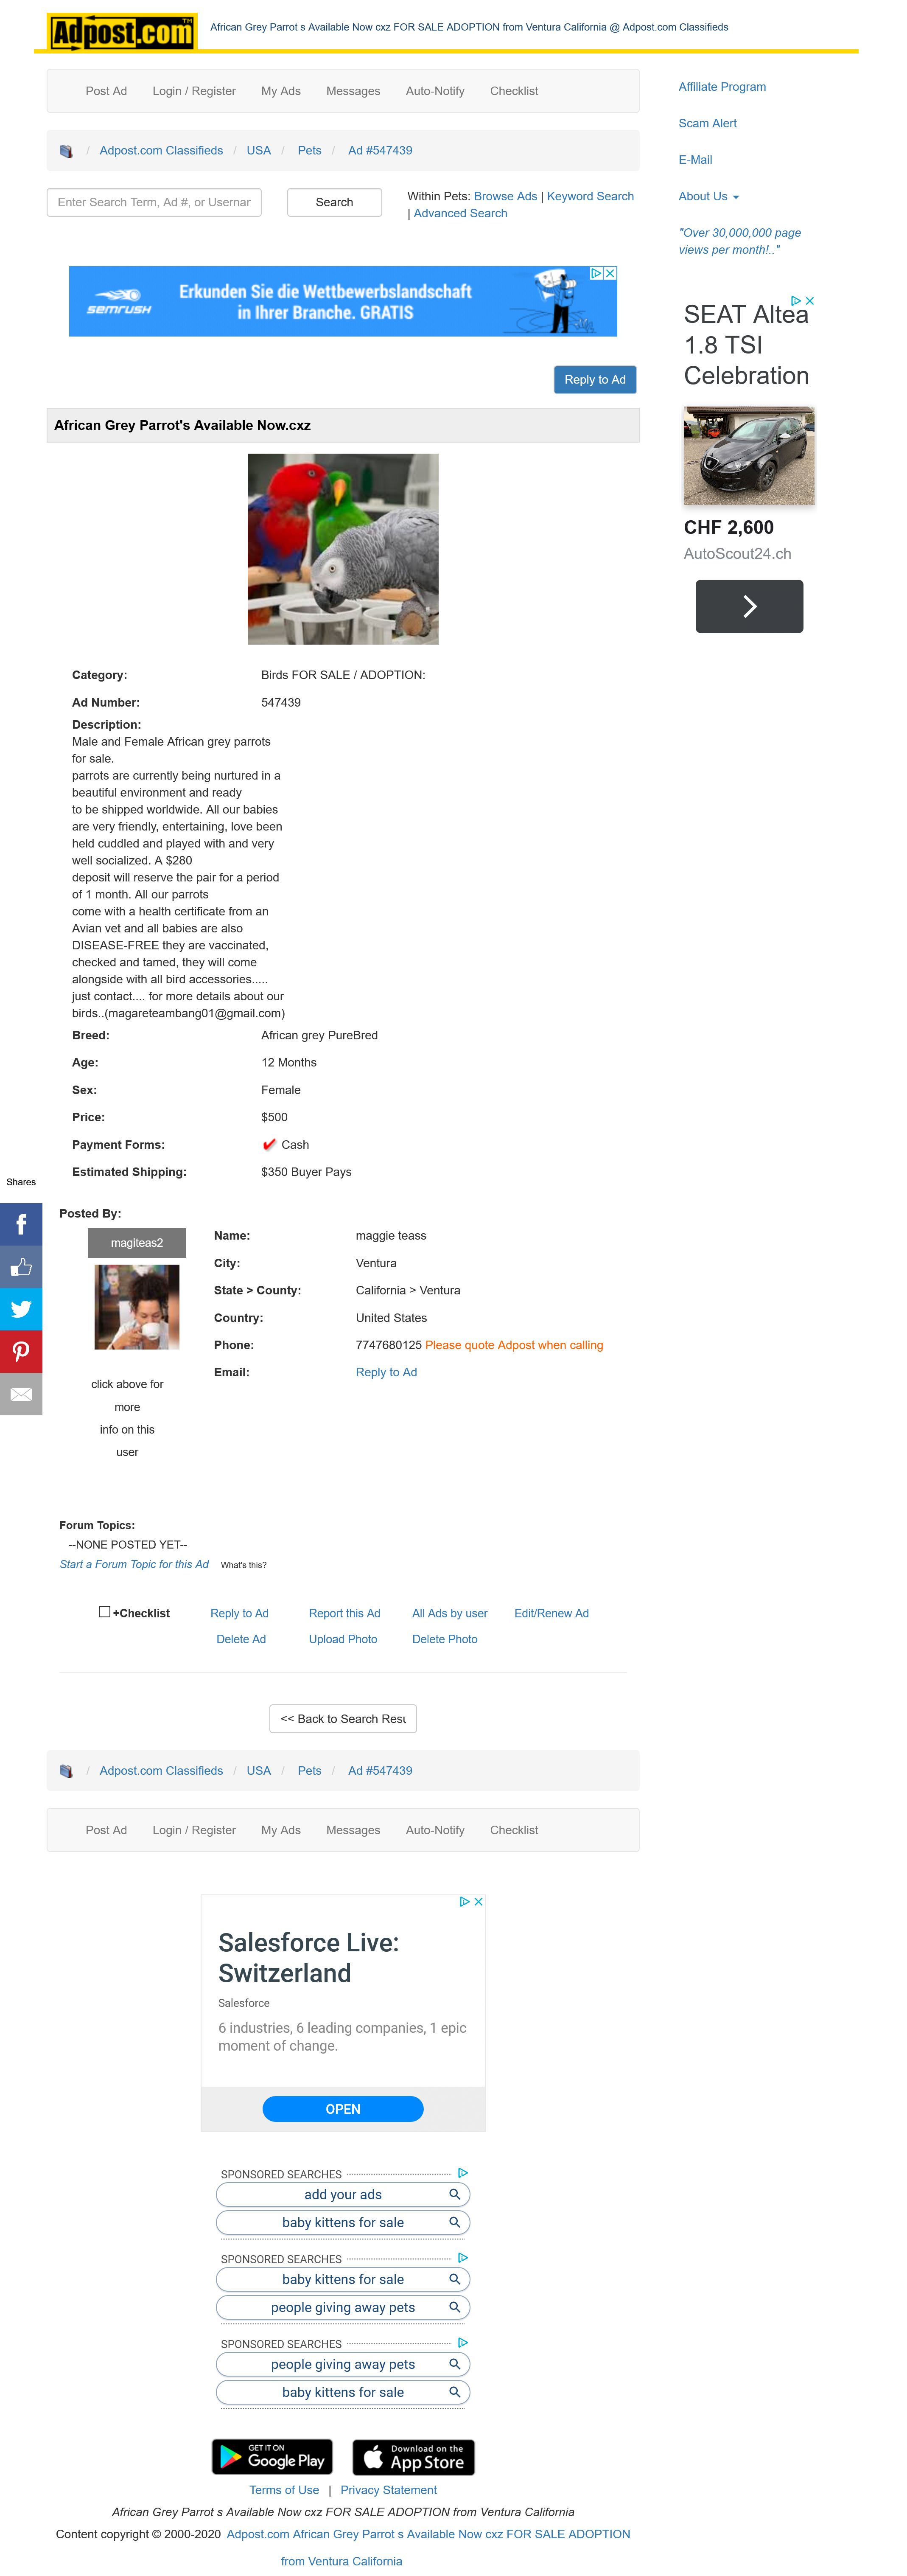 Adpost.com TM
African Grey Parrot s Available Now cxz FOR SALE ADOPTION from Ventura California @ Adpost.com Classifieds
Post Ad Login / Register My Ads Messages Auto-Notify Checklist
/ Adpost.com Classifieds / USA / Pets / Ad #547439
Enter Search Term, Ad #, or Usernar
Search
Within Pets: Browse Ads | Keyword Search
| Advanced Search
Affiliate Program
Scam Alert
E-Mail
About Us
"Over 30,000,000 page
views per month!.."
semrush
Erkunden Sie die Wettbewerbslandschaft
in Ihrer Branche. GRATIS
SEAT Altea
1.8 TSI
Celebration
CHF 2,600
AutoScout24.ch
Reply to Ad
African Grey Parrot's Available Now.cxz
Category: Birds FOR SALE / ADOPTION:
Ad Number: 547439
Description:
Male and Female African grey parrots
for sale.
parrots are currently being nurtured in a
beautiful environment and ready
to be shipped worldwide. All our babies
are very friendly, entertaining, love been
held cuddled and played with and very
well socialized. A $280
deposit will reserve the pair for a period
of 1 month. All our parrots
come with a health certificate from an
Avian vet and all babies are also
DISEASE-FREE they are vaccinated,
checked and tamed, they will come
alongside with all bird accessories.....
just contact.... for more details about our
birds..(magareteambang01@gmail.com)
Breed: African grey PureBred
Age: 12 Months
Sex: Female
Price: $500
Payment Forms: Cash
Estimated Shipping: $350 Buyer Pays
Shares
Posted By:
magiteas2
click above for
more
info on this
user
Name: maggie teass
City: Ventura
State > County: California > Ventura
Country: United States
Phone: 7747680125 Please quote Adpost when calling
Email: Reply to Ad
Forum Topics:
--NONE POSTED YET--
Start a Forum Topic for this Ad What's this?
+Checklist Reply to Ad Report this Ad All Ads by user Edit/Renew Ad
Delete Ad Upload Photo Delete Photo
<< Back to Search Resu
/ Adpost.com Classifieds / USA / Pets / Ad #547439
Post Ad Login / Register My Ads Messages Auto-Notify Checklist
Salesforce Live:
Switzerland
Salesforce
6 industries, 6 leading companies, 1 epic
moment of change.
OPEN
SPONSORED SEARCHES
add your ads
baby kittens for sale
SPONSORED SEARCHES
baby kittens for sale
people giving away pets
SPONSORED SEARCHES
people giving away pets
baby kittens for sale
GET IT ON
Google Play
Download on the
App Store
Terms of Use | Privacy Statement
African Grey Parrot s Available Now cxz FOR SALE ADOPTION from Ventura California
Content copyright © 2000-2020 Adpost.com African Grey Parrot s Available Now cxz FOR SALE ADOPTION
from Ventura California